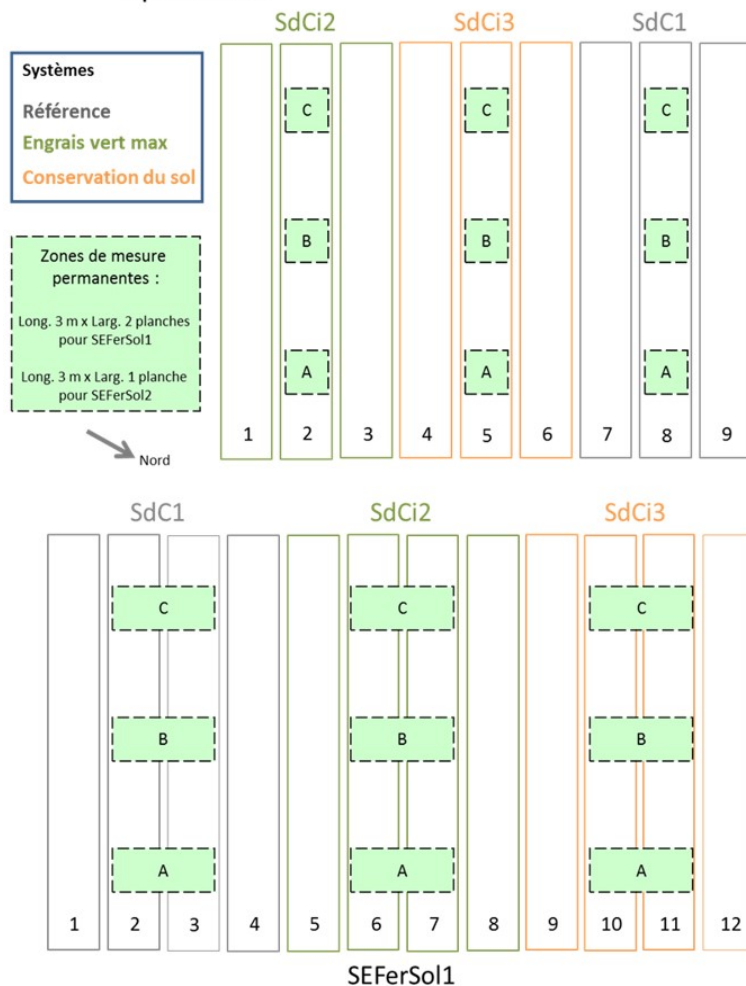 SdCi2 SdCi3 SdC1
Systèmes
Référence
Engrais vert max
Conservation du sol
C C C
Zones de mesure
permanentes :
Long. 3 m x Larg. 2 planches
pour SEFerSol1
Long. 3 m x Larg. 1 planche
pour SEFerSol2
B B B
A A A
Nord
1 2 3 4 5 6 7 8 9
SdC1 SdCi2 SdCi3
C C C
B B B
A A A
1 2 3 4 5 6 7 8 9 10 11 12
SEFerSol1